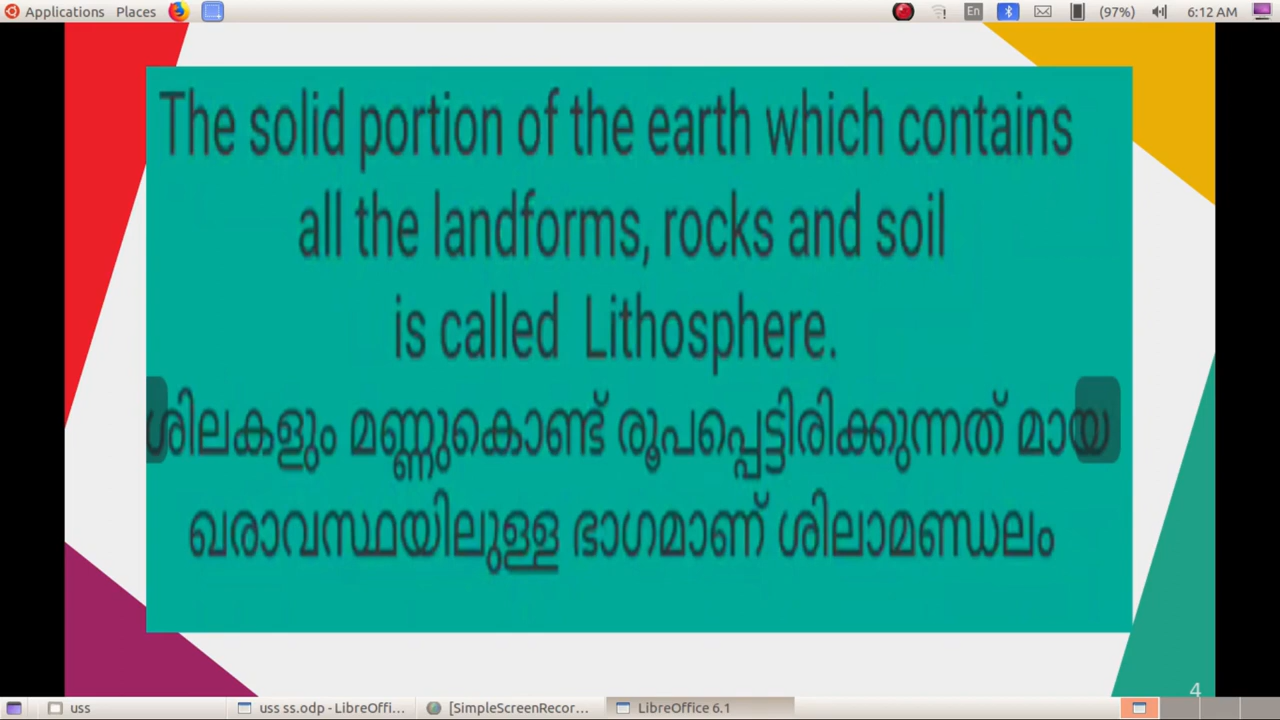 Applications Places En (97%) 6:12 AM
The solid portion of the earth which contains
all the landforms, rocks and soil
is called Lithosphere.
ശിലകളും മണ്ണുകൊണ്ട് രൂപപ്പെട്ടിരിക്കുന്നത് മായ
ഖരാവസ്ഥയിലുള്ള ഭാഗമാണ് ശിലാമണ്ഡലം
4
uss uss ss.odp - LibreOffi... [SimpleScreenRecor... LibreOffice 6.1